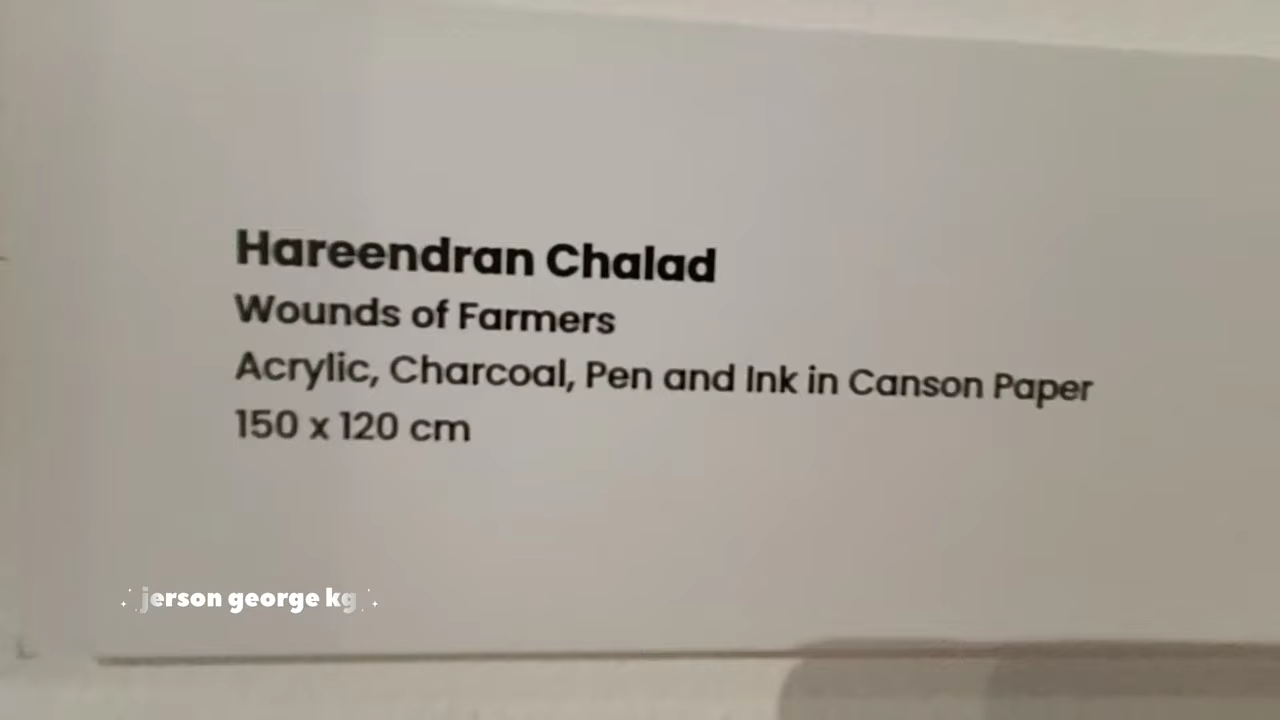 Hareendran Chalad
Wounds of Farmers
Acrylic, Charcoal, Pen and Ink in Canson Paper
150 x 120 cm
jerson george kg